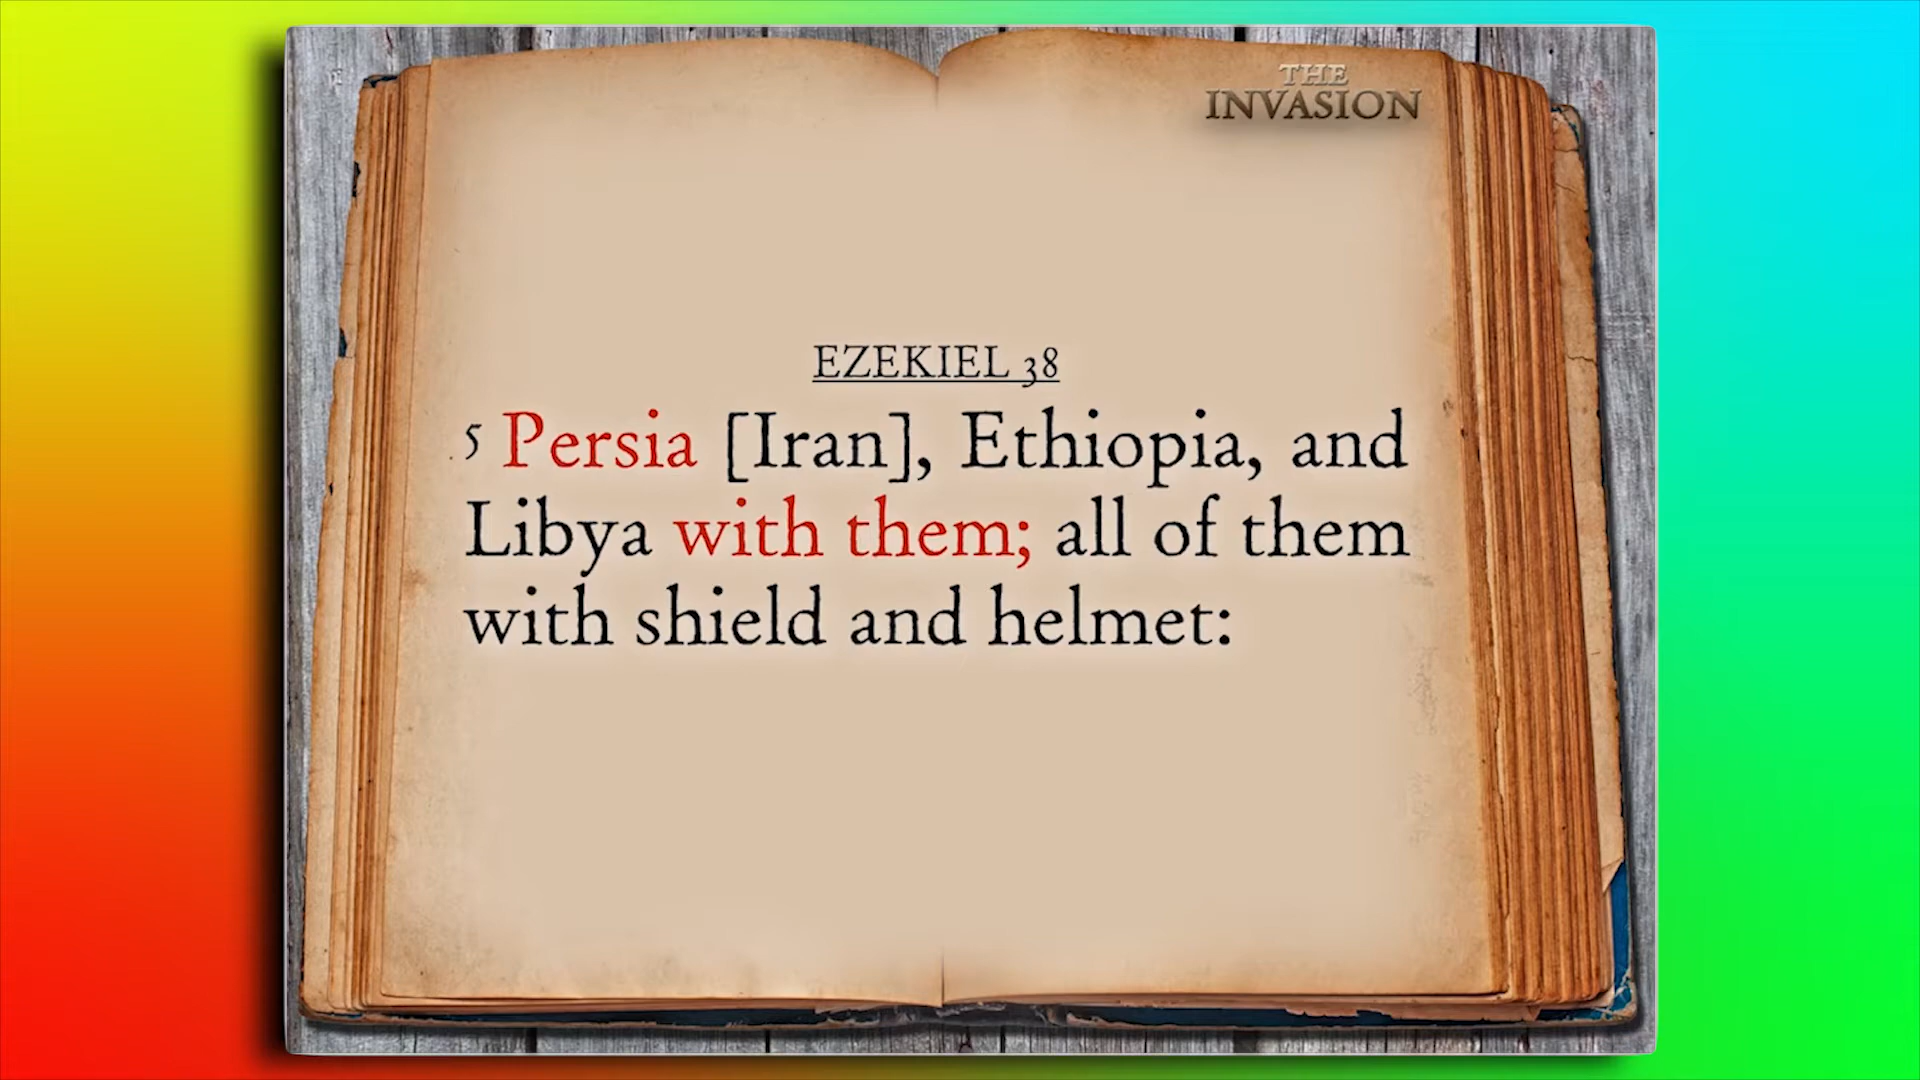 THE
INVASION
EZEKIEL 38
5 Persia [Iran], Ethiopia, and
Libya with them; all of them
with shield and helmet: